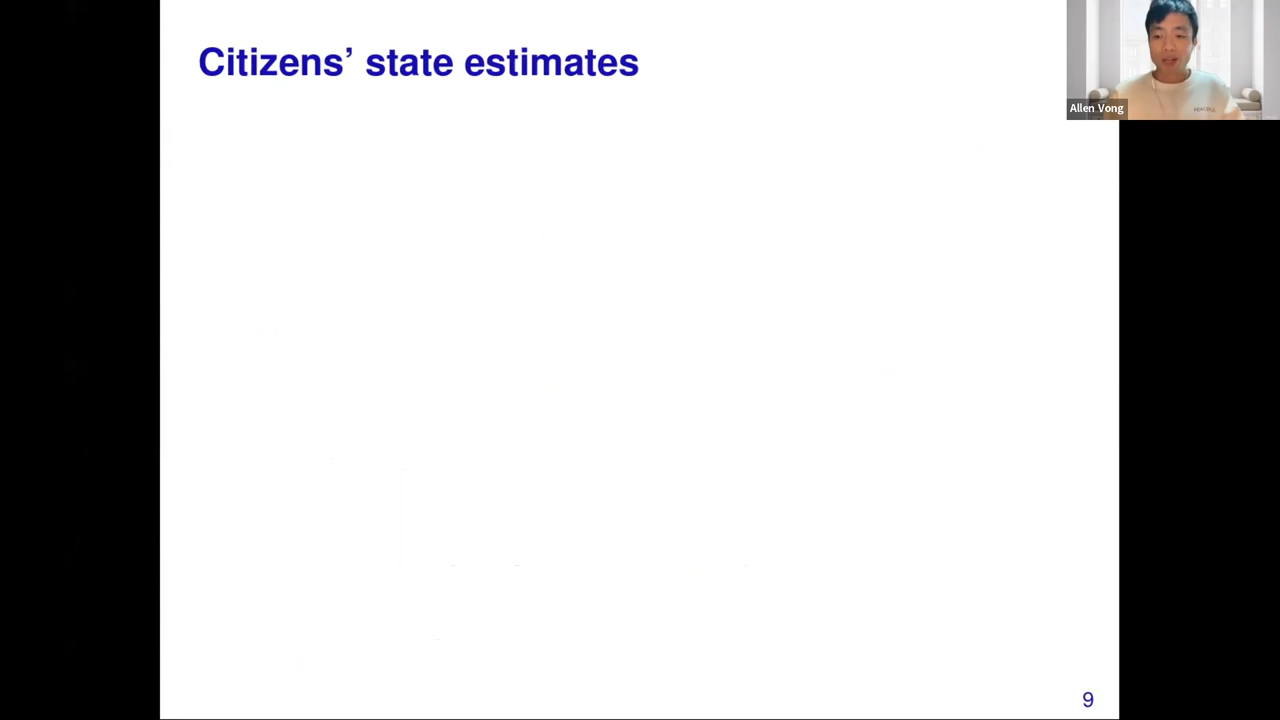 Citizens’ state estimates
Allen Vong
9